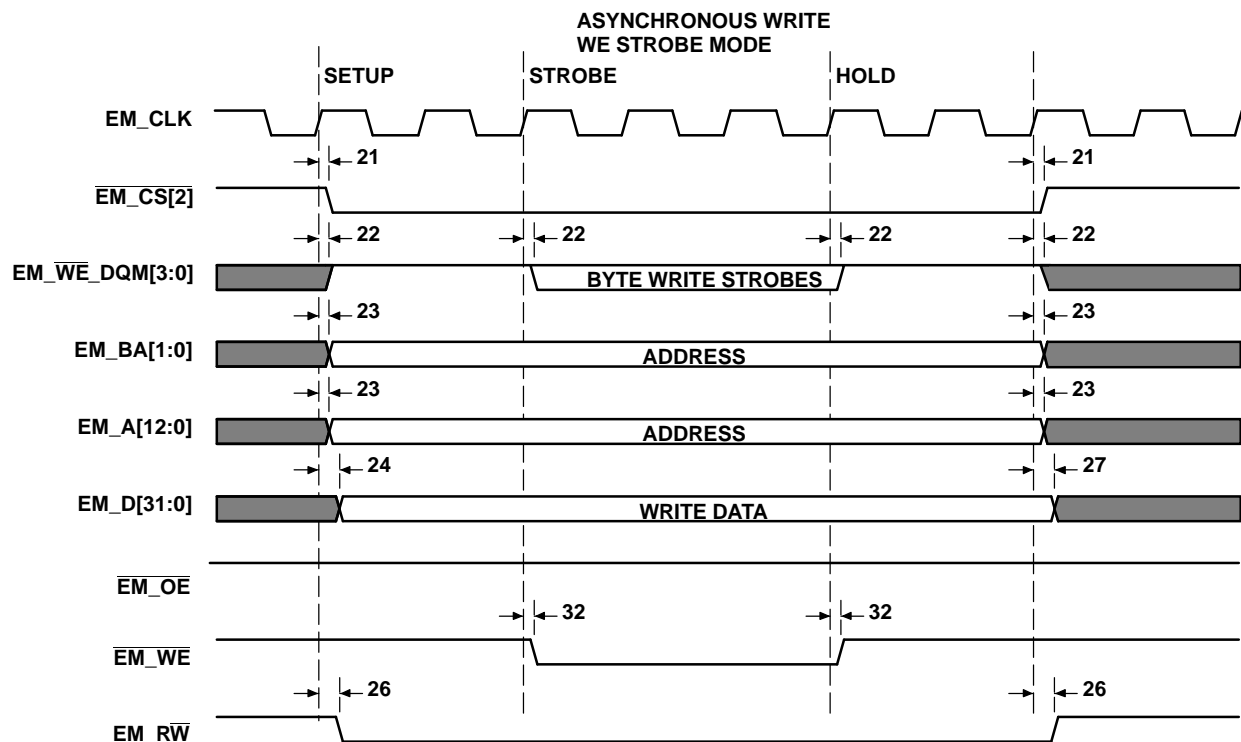 ASYNCHRONOUS WRITE
WE STROBE MODE
SETUP STROBE HOLD
EM_CLK
21 21
EM_CS[2]
22 22 22 22
EM_WE_DQM[3:0] BYTE WRITE STROBES
23 23
EM_BA[1:0] ADDRESS
23 23
EM_A[12:0] ADDRESS
24 27
EM_D[31:0] WRITE DATA
EM_OE
32 32
EM_WE
26 26
EM_RW